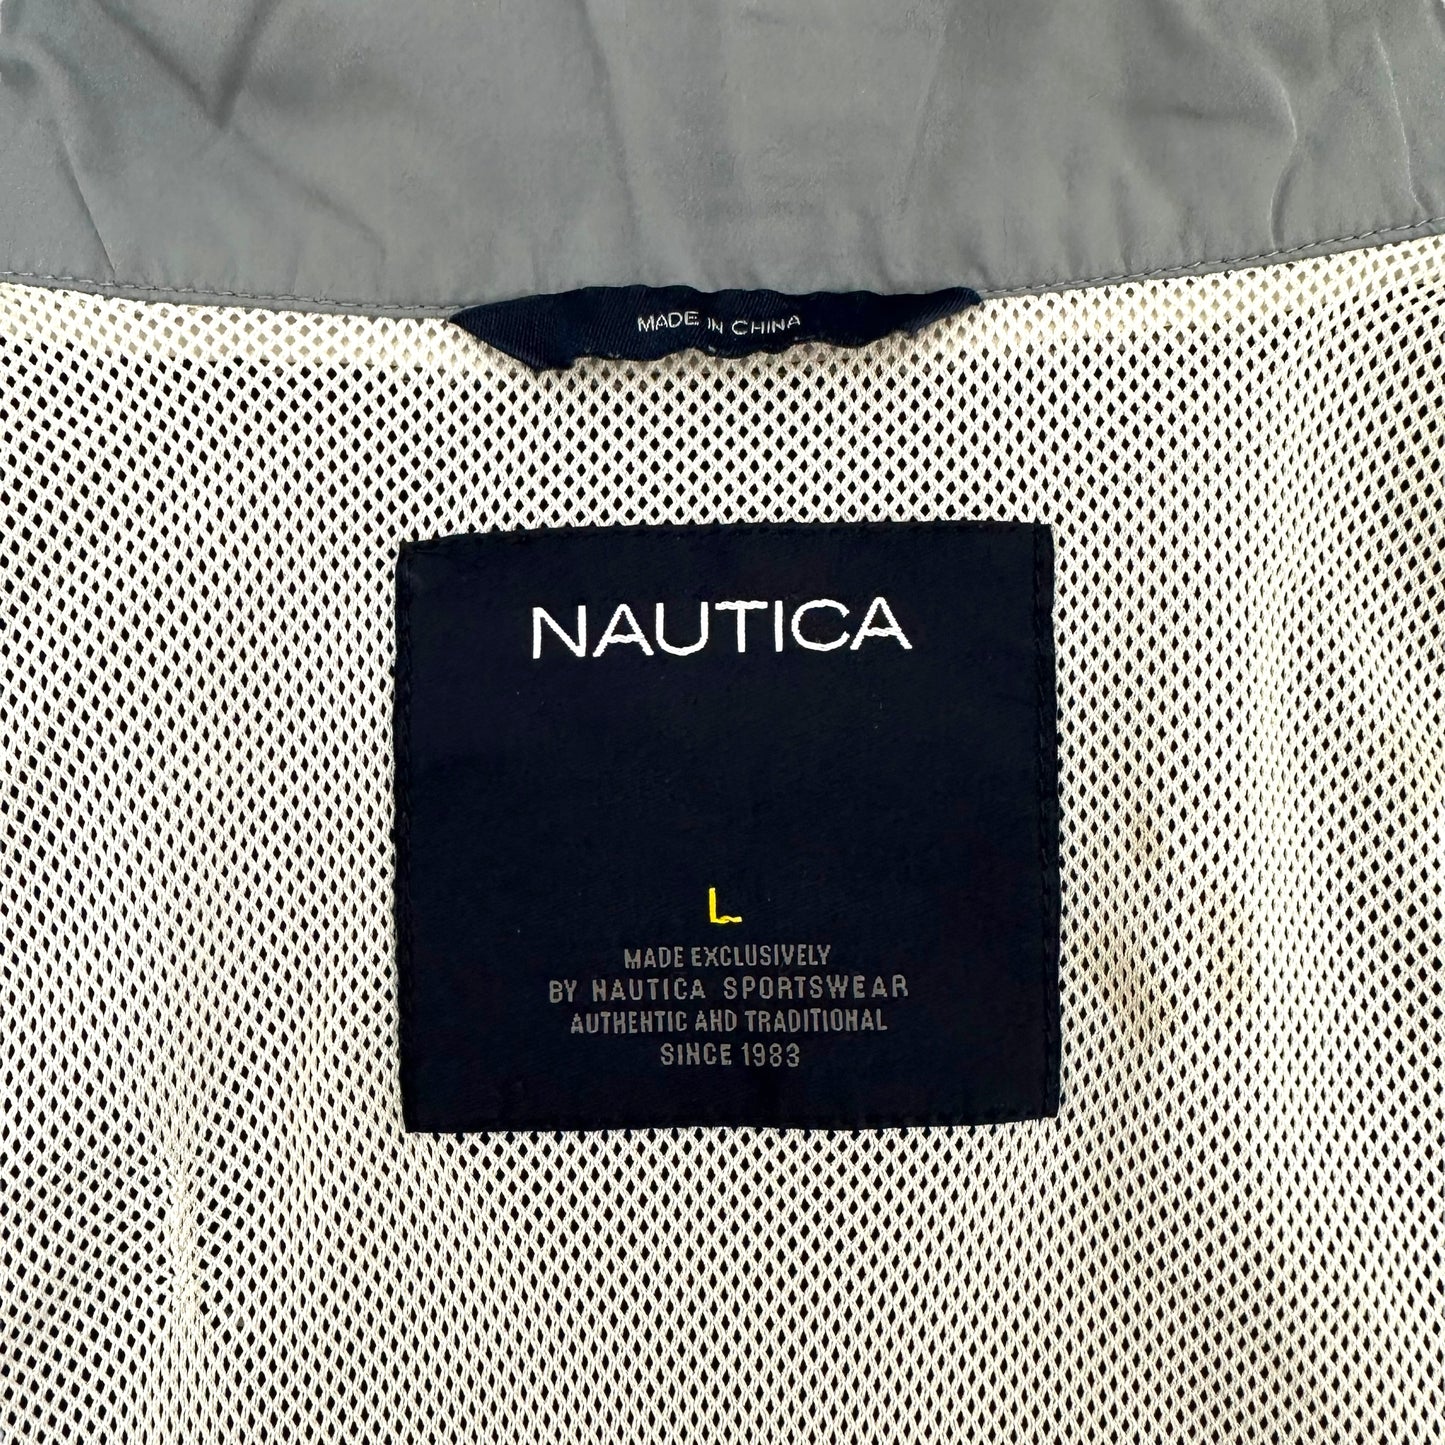 MADE IN CHINA
NAUTICA
L
MADE EXCLUSIVELY
BY NAUTICA SPORTSWEAR
AUTHENTIC AND TRADITIONAL
SINCE 1983